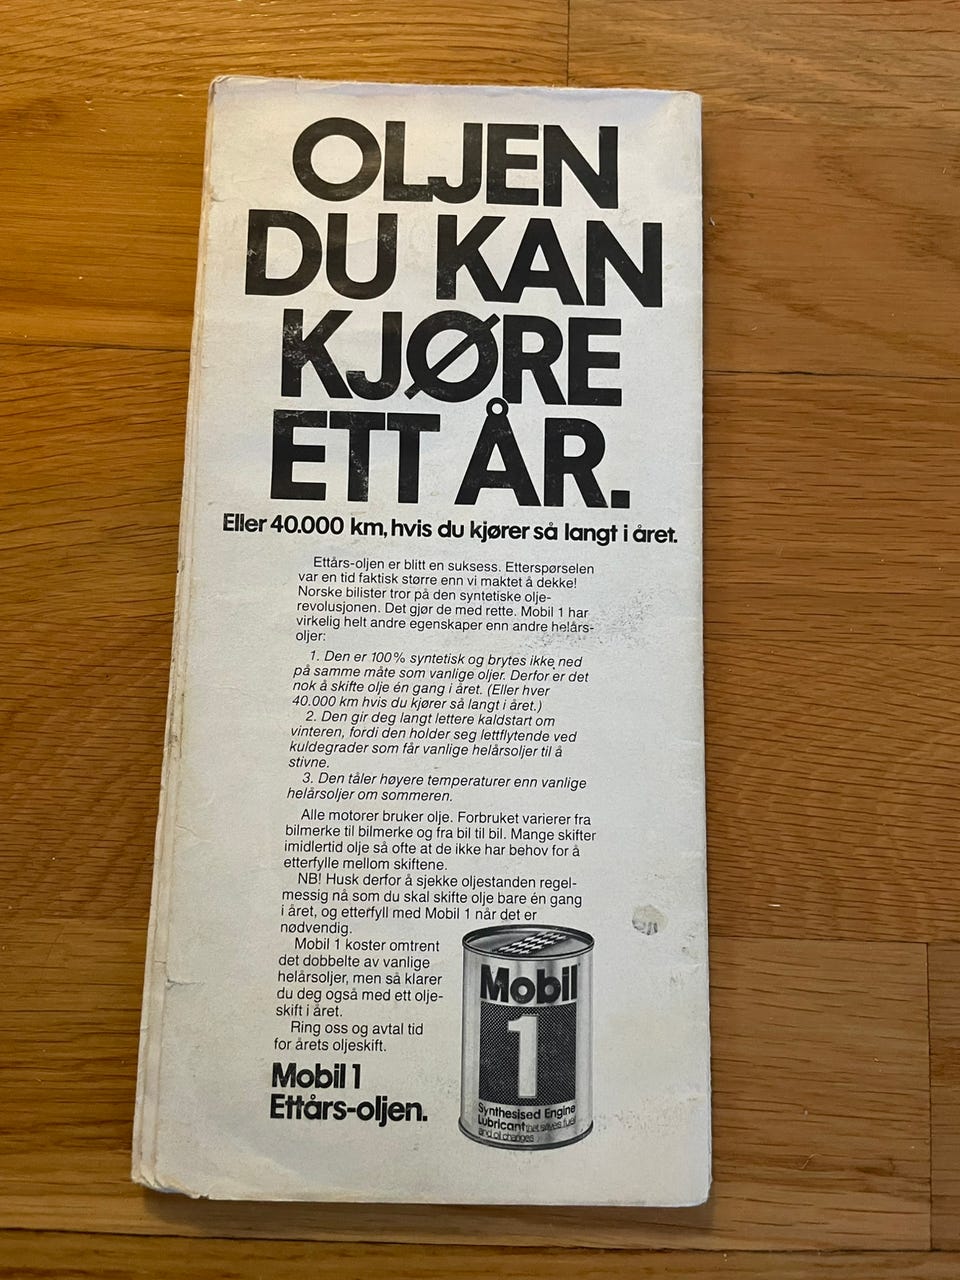 OLJEN
DU KAN
KJØRE
ETT ÅR.
Eller 40.000 km, hvis du kjører så langt i året.
Ettårs-oljen er blitt en suksess. Etterspørselen
var en tid faktisk større enn vi maktet å dekke!
Norske bilister tror på den syntetiske olje-
revolusjonen. Det gjør de med rette. Mobil 1 har
virkelig helt andre egenskaper enn andre helårs-
oljer:
1. Den er 100% syntetisk og brytes ikke ned
på samme måte som vanlige oljer. Derfor er det
nok å skifte olje én gang i året. (Eller hver
40.000 km hvis du kjører så langt i året.)
2. Den gir deg langt lettere kaldstart om
vinteren, fordi den holder seg lettflytende ved
kuldegrader som får vanlige helårsoljer til å
stivne.
3. Den tåler høyere temperaturer enn vanlige
helårsoljer om sommeren.
Alle motorer bruker olje. Forbruket varierer fra
bilmerke til bilmerke og fra bil til bil. Mange skifter
imidlertid olje så ofte at de ikke har behov for å
etterfylle mellom skiftene.
NB! Husk derfor å sjekke oljestanden regel-
messig nå som du skal skifte olje bare én gang
i året, og etterfyll med Mobil 1 når det er
nødvendig.
Mobil 1 koster omtrent
det dobbelte av vanlige
helårsoljer, men så klarer
du deg også med ett olje-
skift i året.
Ring oss og avtal tid
for årets oljeskift.
Mobil 1
Ettårs-oljen.
Mobil
1
Synthesised Engine
Lubricant that saves fuel
and oil changes